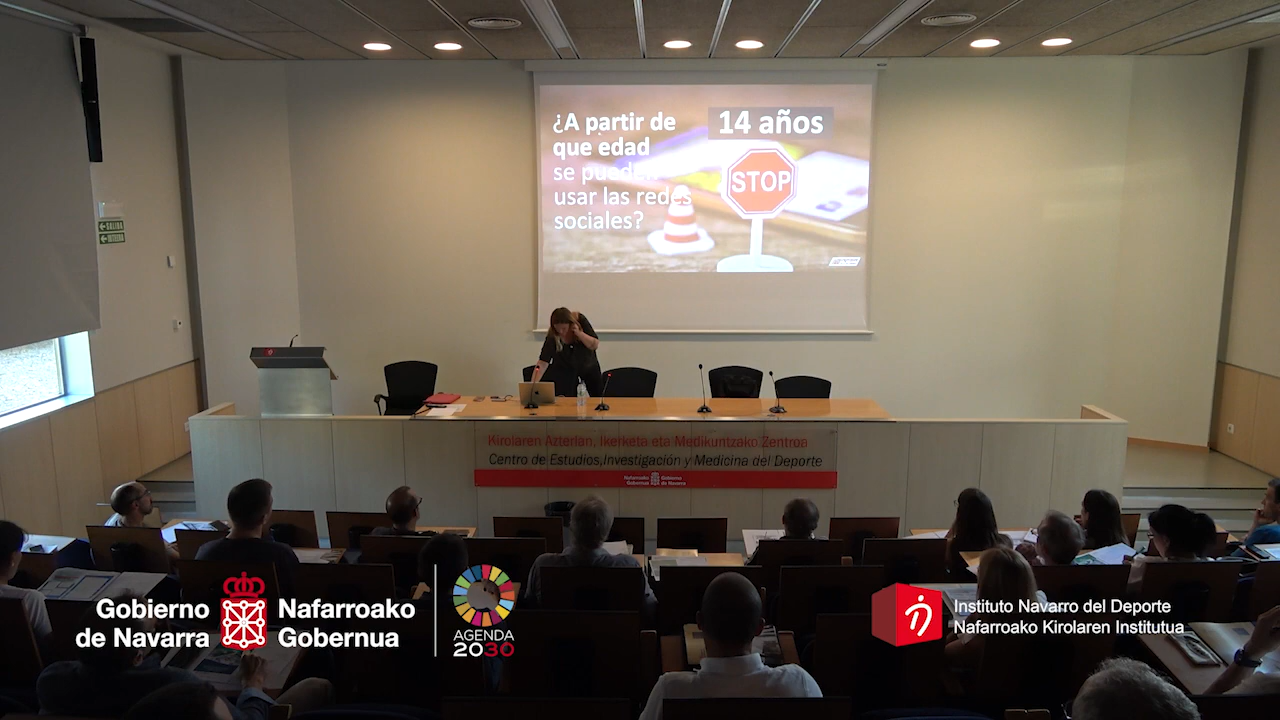 ¿A partir de
que edad
se pueden
usar las redes
sociales?
14 años
STOP
SALIDA
Kirolaren Azterlan, Ikerketa eta Medikuntzako Zentroa
Centro de Estudios,Investigación y Medicina del Deporte
Nafarroako Gobierno
Gobernua de Navarra
Gobierno
de Navarra
Nafarroako
Gobernua
AGENDA
2030
Instituto Navarro del Deporte
Nafarroako Kirolaren Institutua